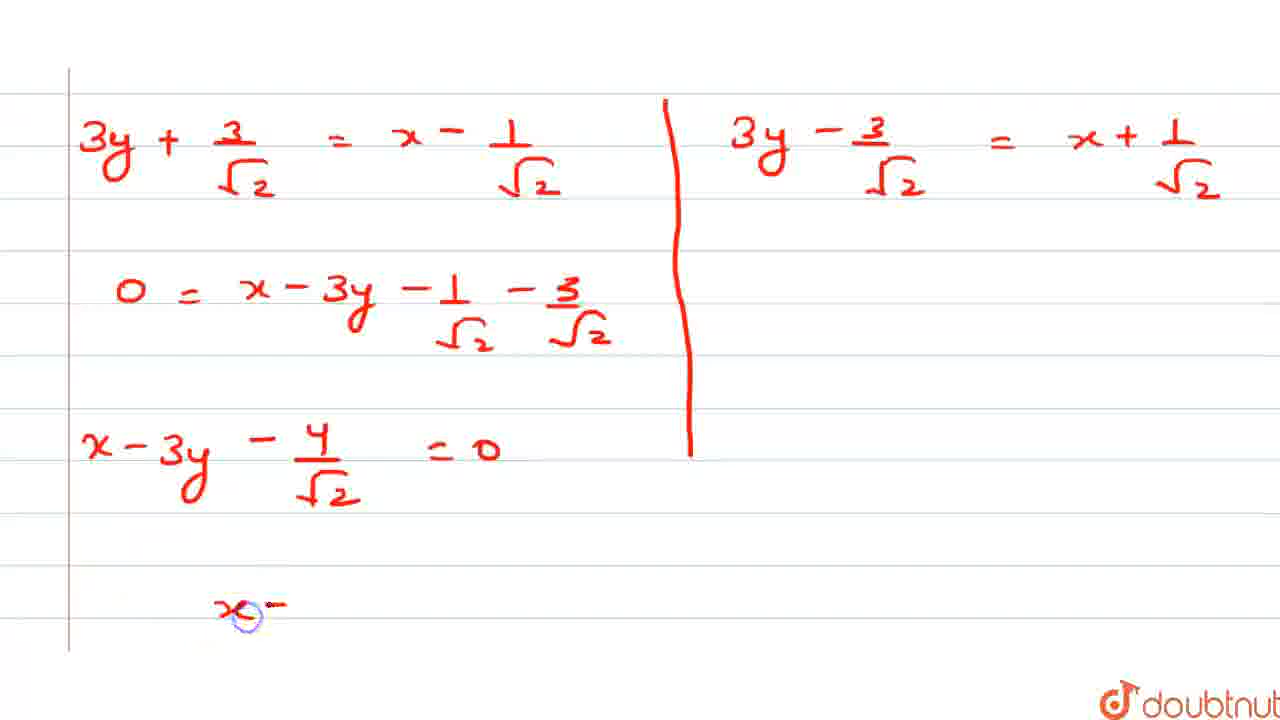 3y + 3/√2 = x - 1/√2
0 = x - 3y - 1/√2 - 3/√2
x - 3y - 4/√2 = 0
x -
3y - 3/√2 = x + 1/√2
doubtnut